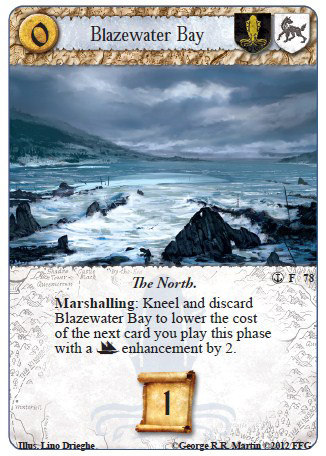 0
Blazewater Bay
The North.
F 78
Marshalling: Kneel and discard
Blazewater Bay to lower the cost
of the next card you play this phase
with a enhancement by 2.
1
Illus. Lino Drieghe
©George R.R. Martin ©2012 FFG